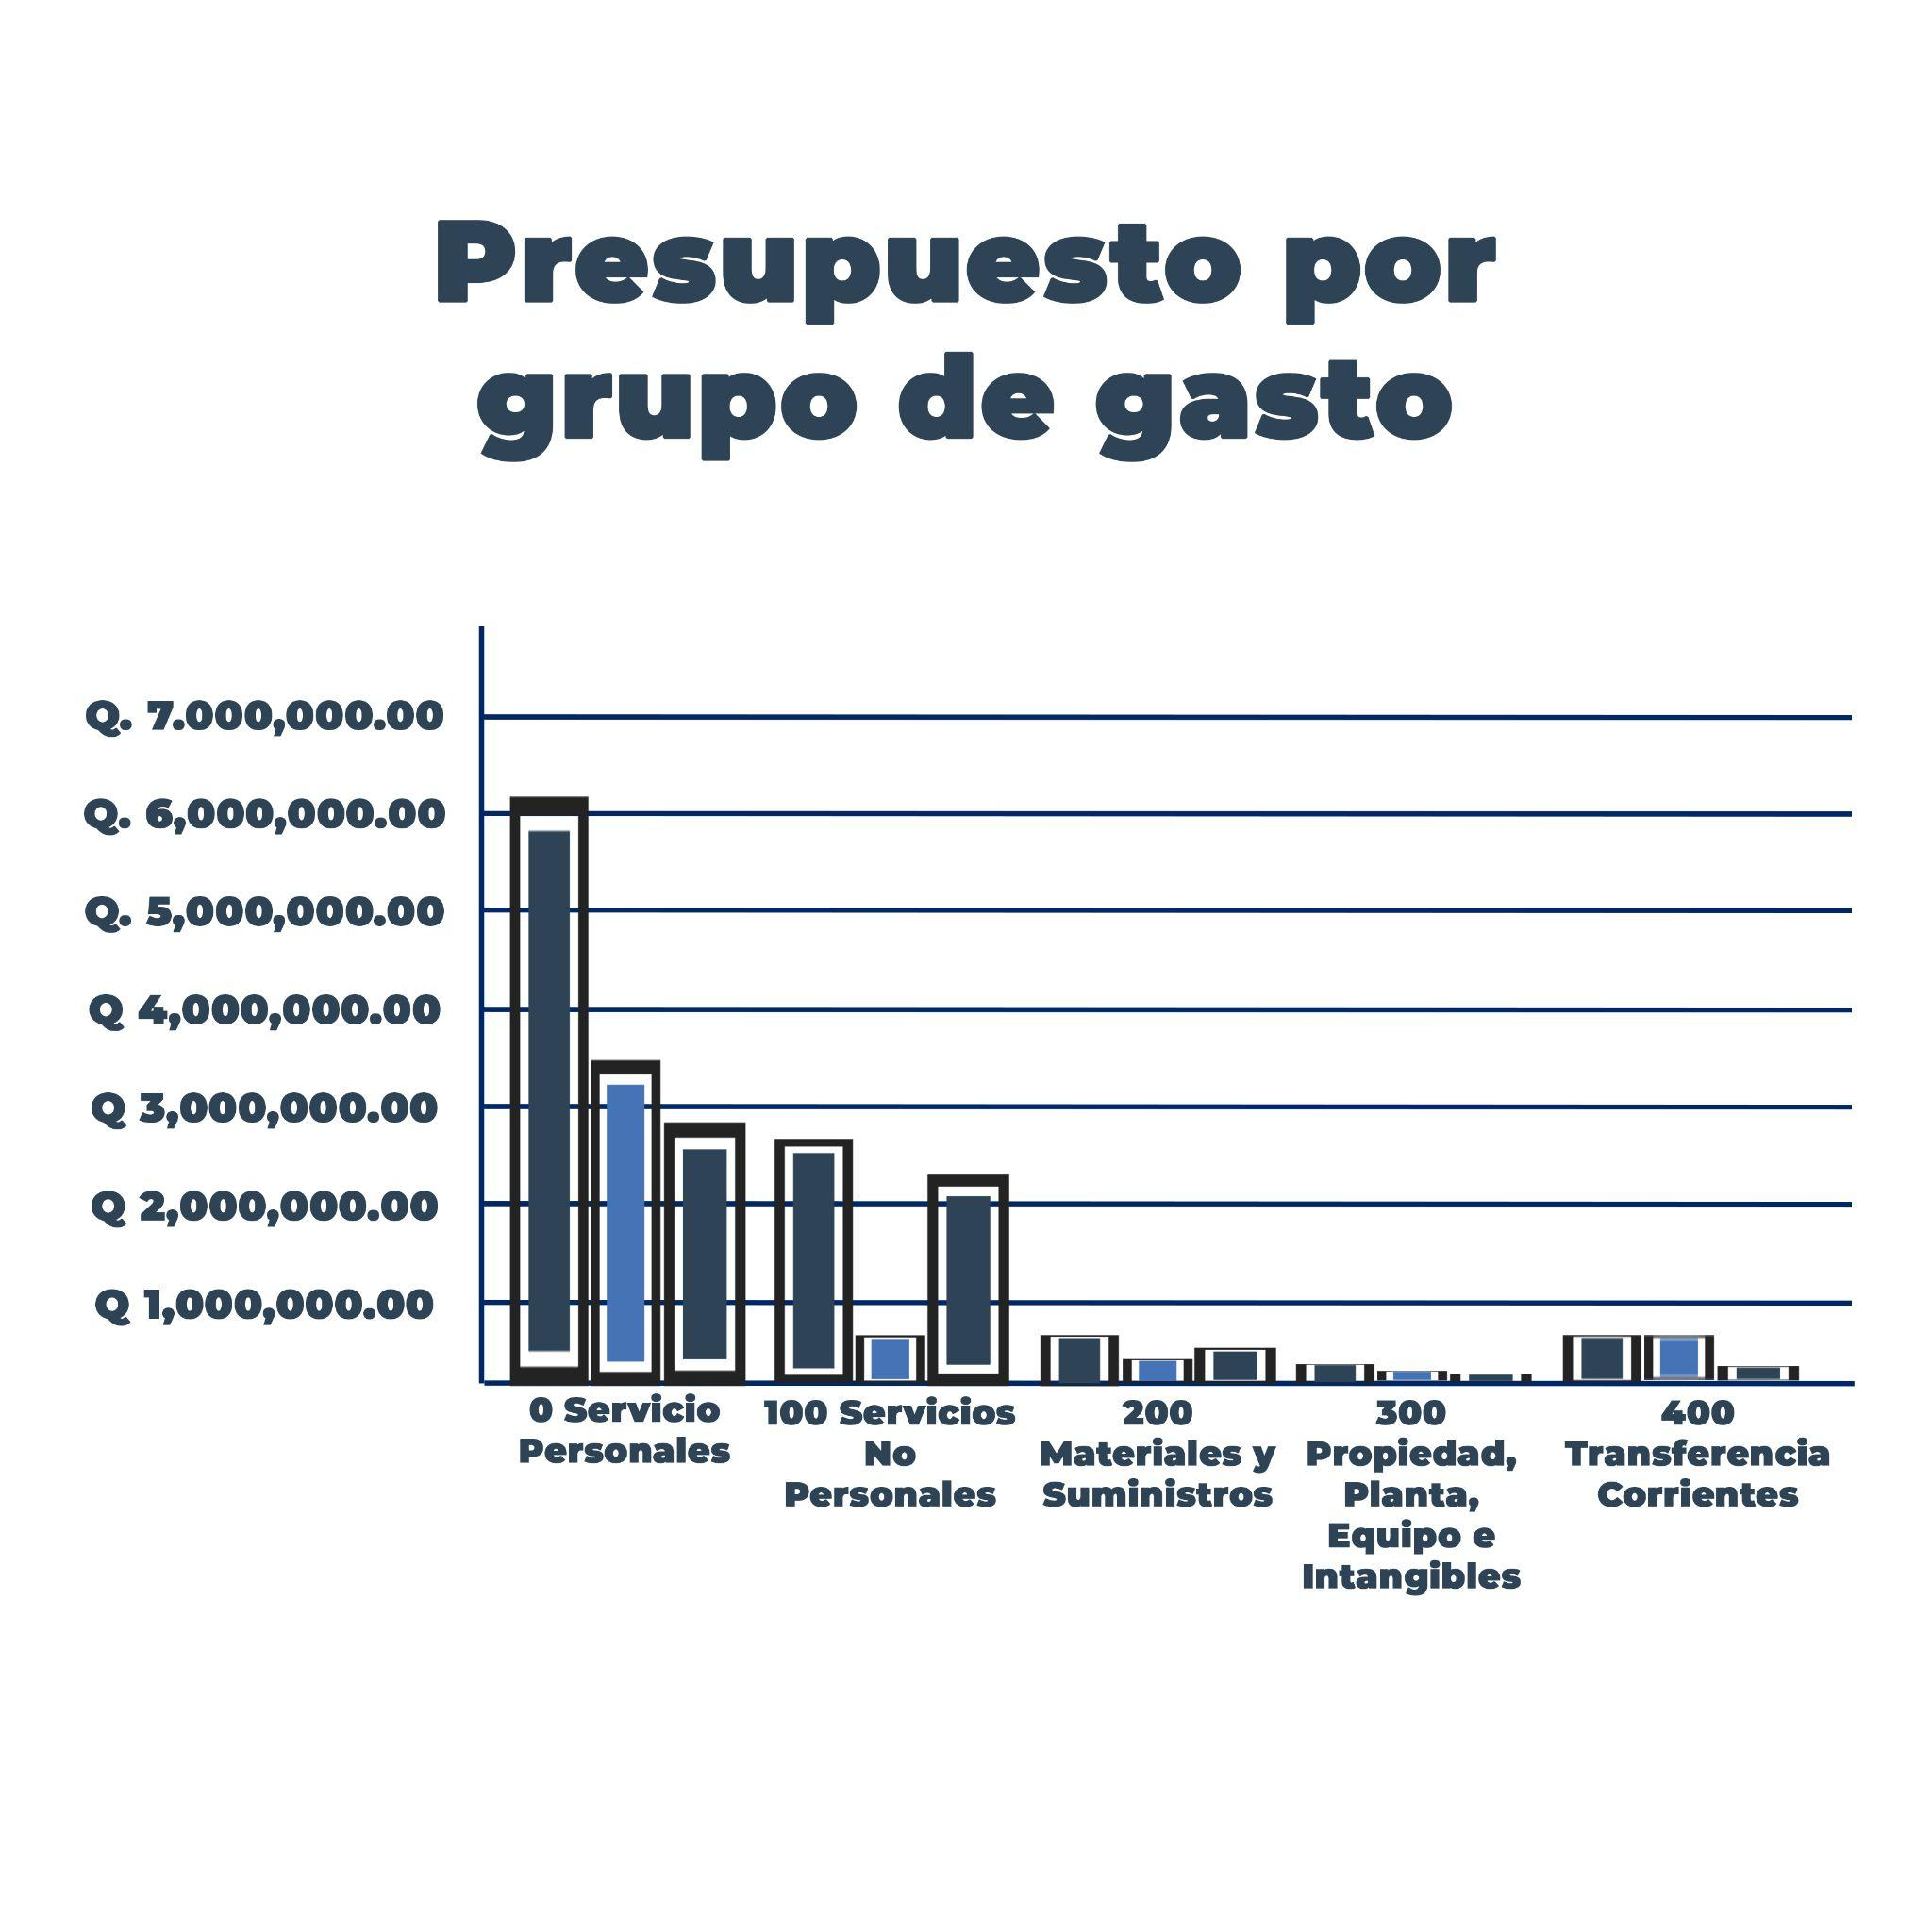 Presupuesto por
grupo de gasto
Q. 7.000,000.00
Q. 6,000,000.00
Q. 5,000,000.00
Q 4,000,000.00
Q 3,000,000.00
Q 2,000,000.00
Q 1,000,000.00
0 Servicio
Personales
100 Servicios
No
Personales
200
Materiales y
Suministros
300
Propiedad,
Planta,
Equipo e
Intangibles
400
Transferencia
Corrientes